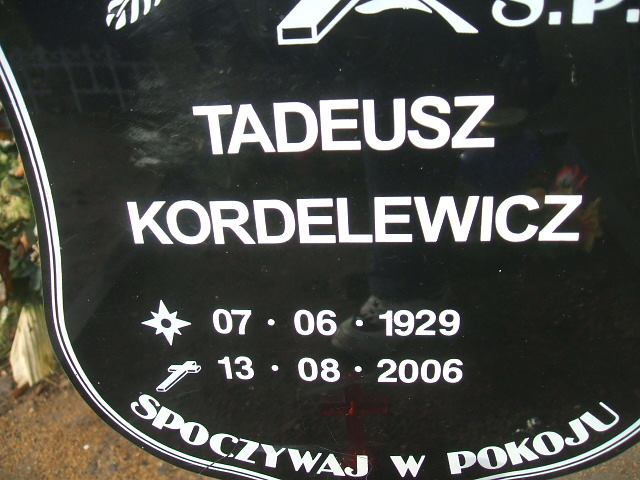 Ś.P.
TADEUSZ
KORDELEWICZ
07 · 06 · 1929
13 · 08 · 2006
SPOCZYWAJ W POKOJU